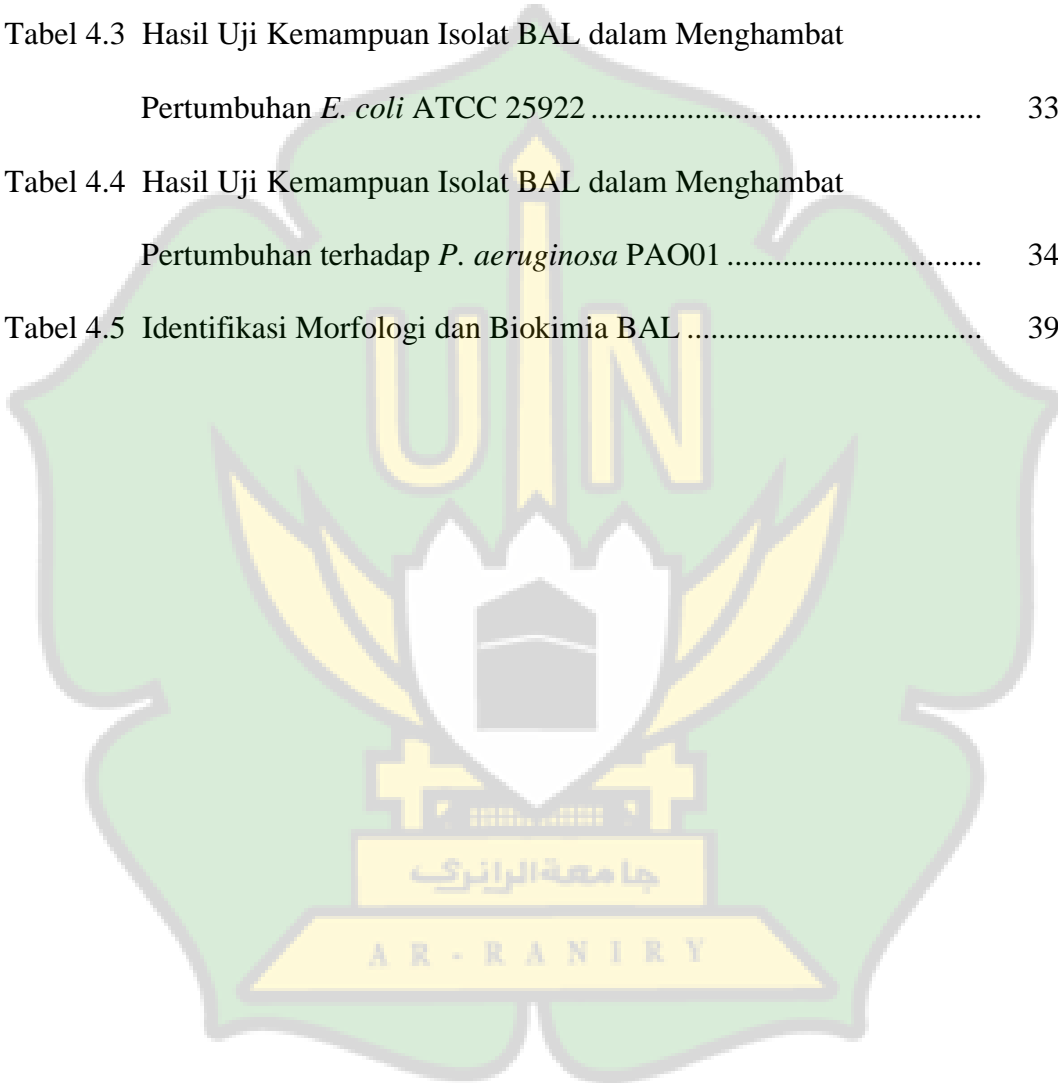 Tabel 4.3 Hasil Uji Kemampuan Isolat BAL dalam Menghambat
Pertumbuhan E. coli ATCC 25922 ............................................... 33
Tabel 4.4 Hasil Uji Kemampuan Isolat BAL dalam Menghambat
Pertumbuhan terhadap P. aeruginosa PAO01 ............................... 34
Tabel 4.5 Identifikasi Morfologi dan Biokimia BAL ................................... 39
UIN
جامعة الرانري
AR-RANIRY